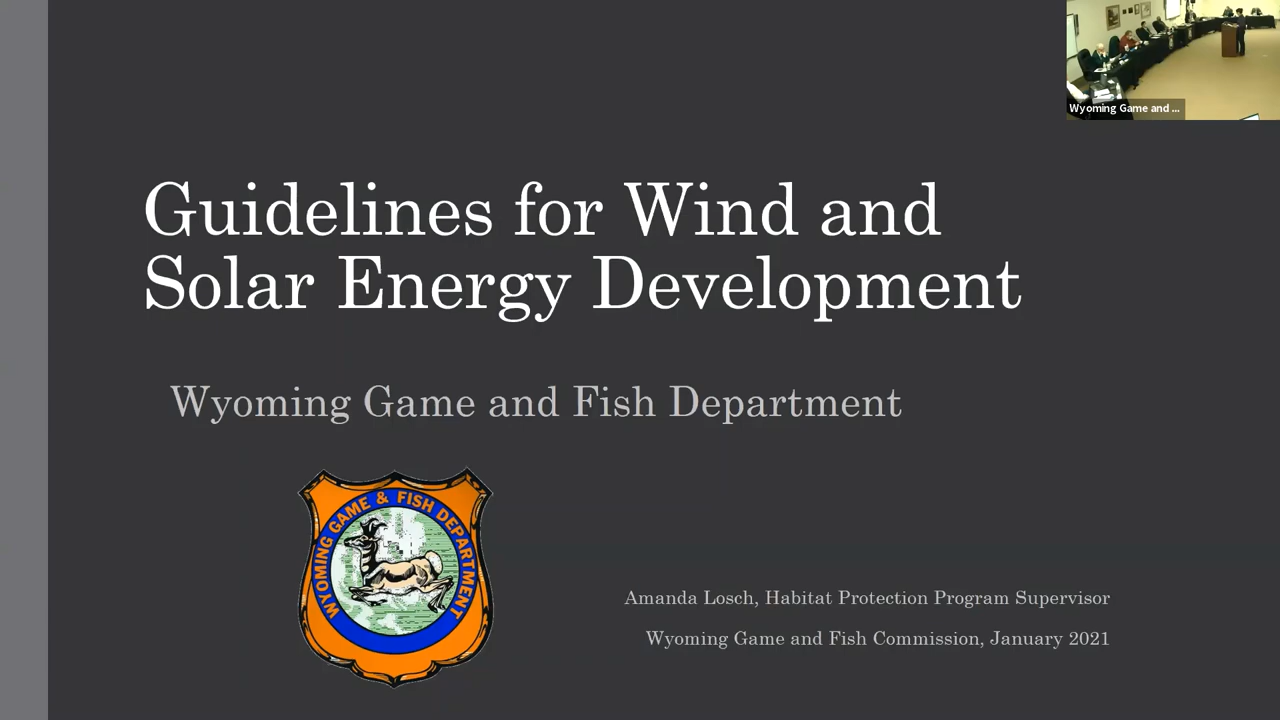 Wyoming Game and ...
Guidelines for Wind and
Solar Energy Development
Wyoming Game and Fish Department
WYOMING GAME & FISH DEPARTMENT
Amanda Losch, Habitat Protection Program Supervisor
Wyoming Game and Fish Commission, January 2021